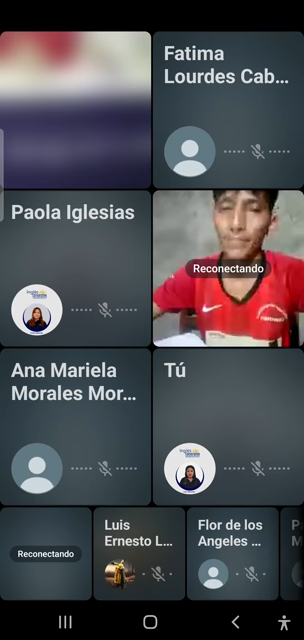 Fatima
Lourdes Cab...
Paola Iglesias
Reconectando
Ana Mariela
Morales Mor...
Tú
Reconectando
Luis
Ernesto L...
Flor de los
Angeles ...